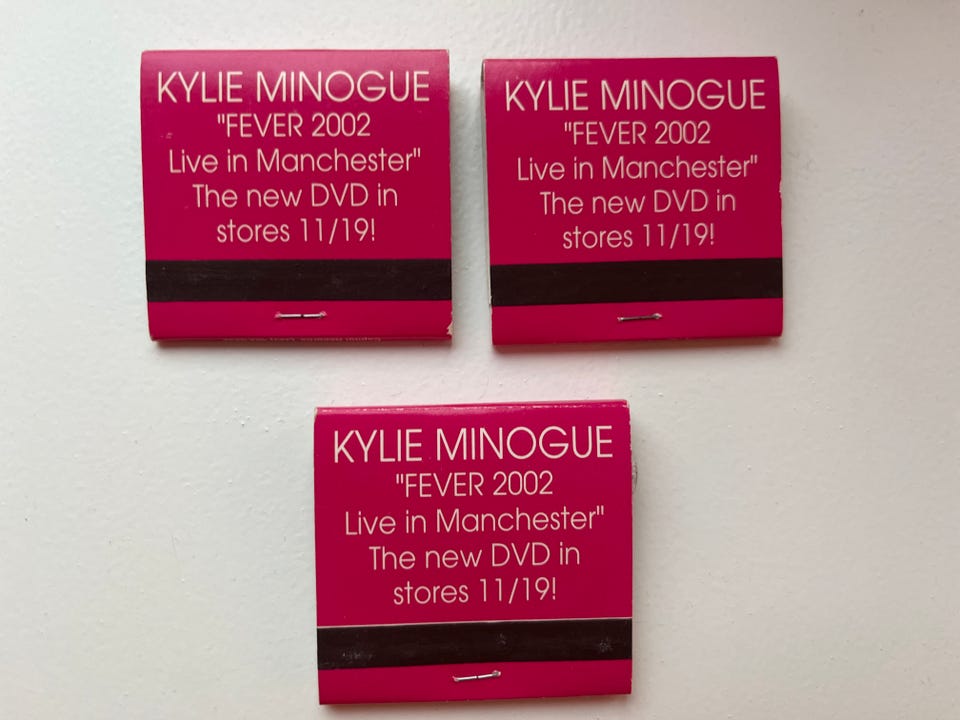 KYLIE MINOGUE
"FEVER 2002
Live in Manchester"
The new DVD in
stores 11/19!
KYLIE MINOGUE
"FEVER 2002
Live in Manchester"
The new DVD in
stores 11/19!
KYLIE MINOGUE
"FEVER 2002
Live in Manchester"
The new DVD in
stores 11/19!